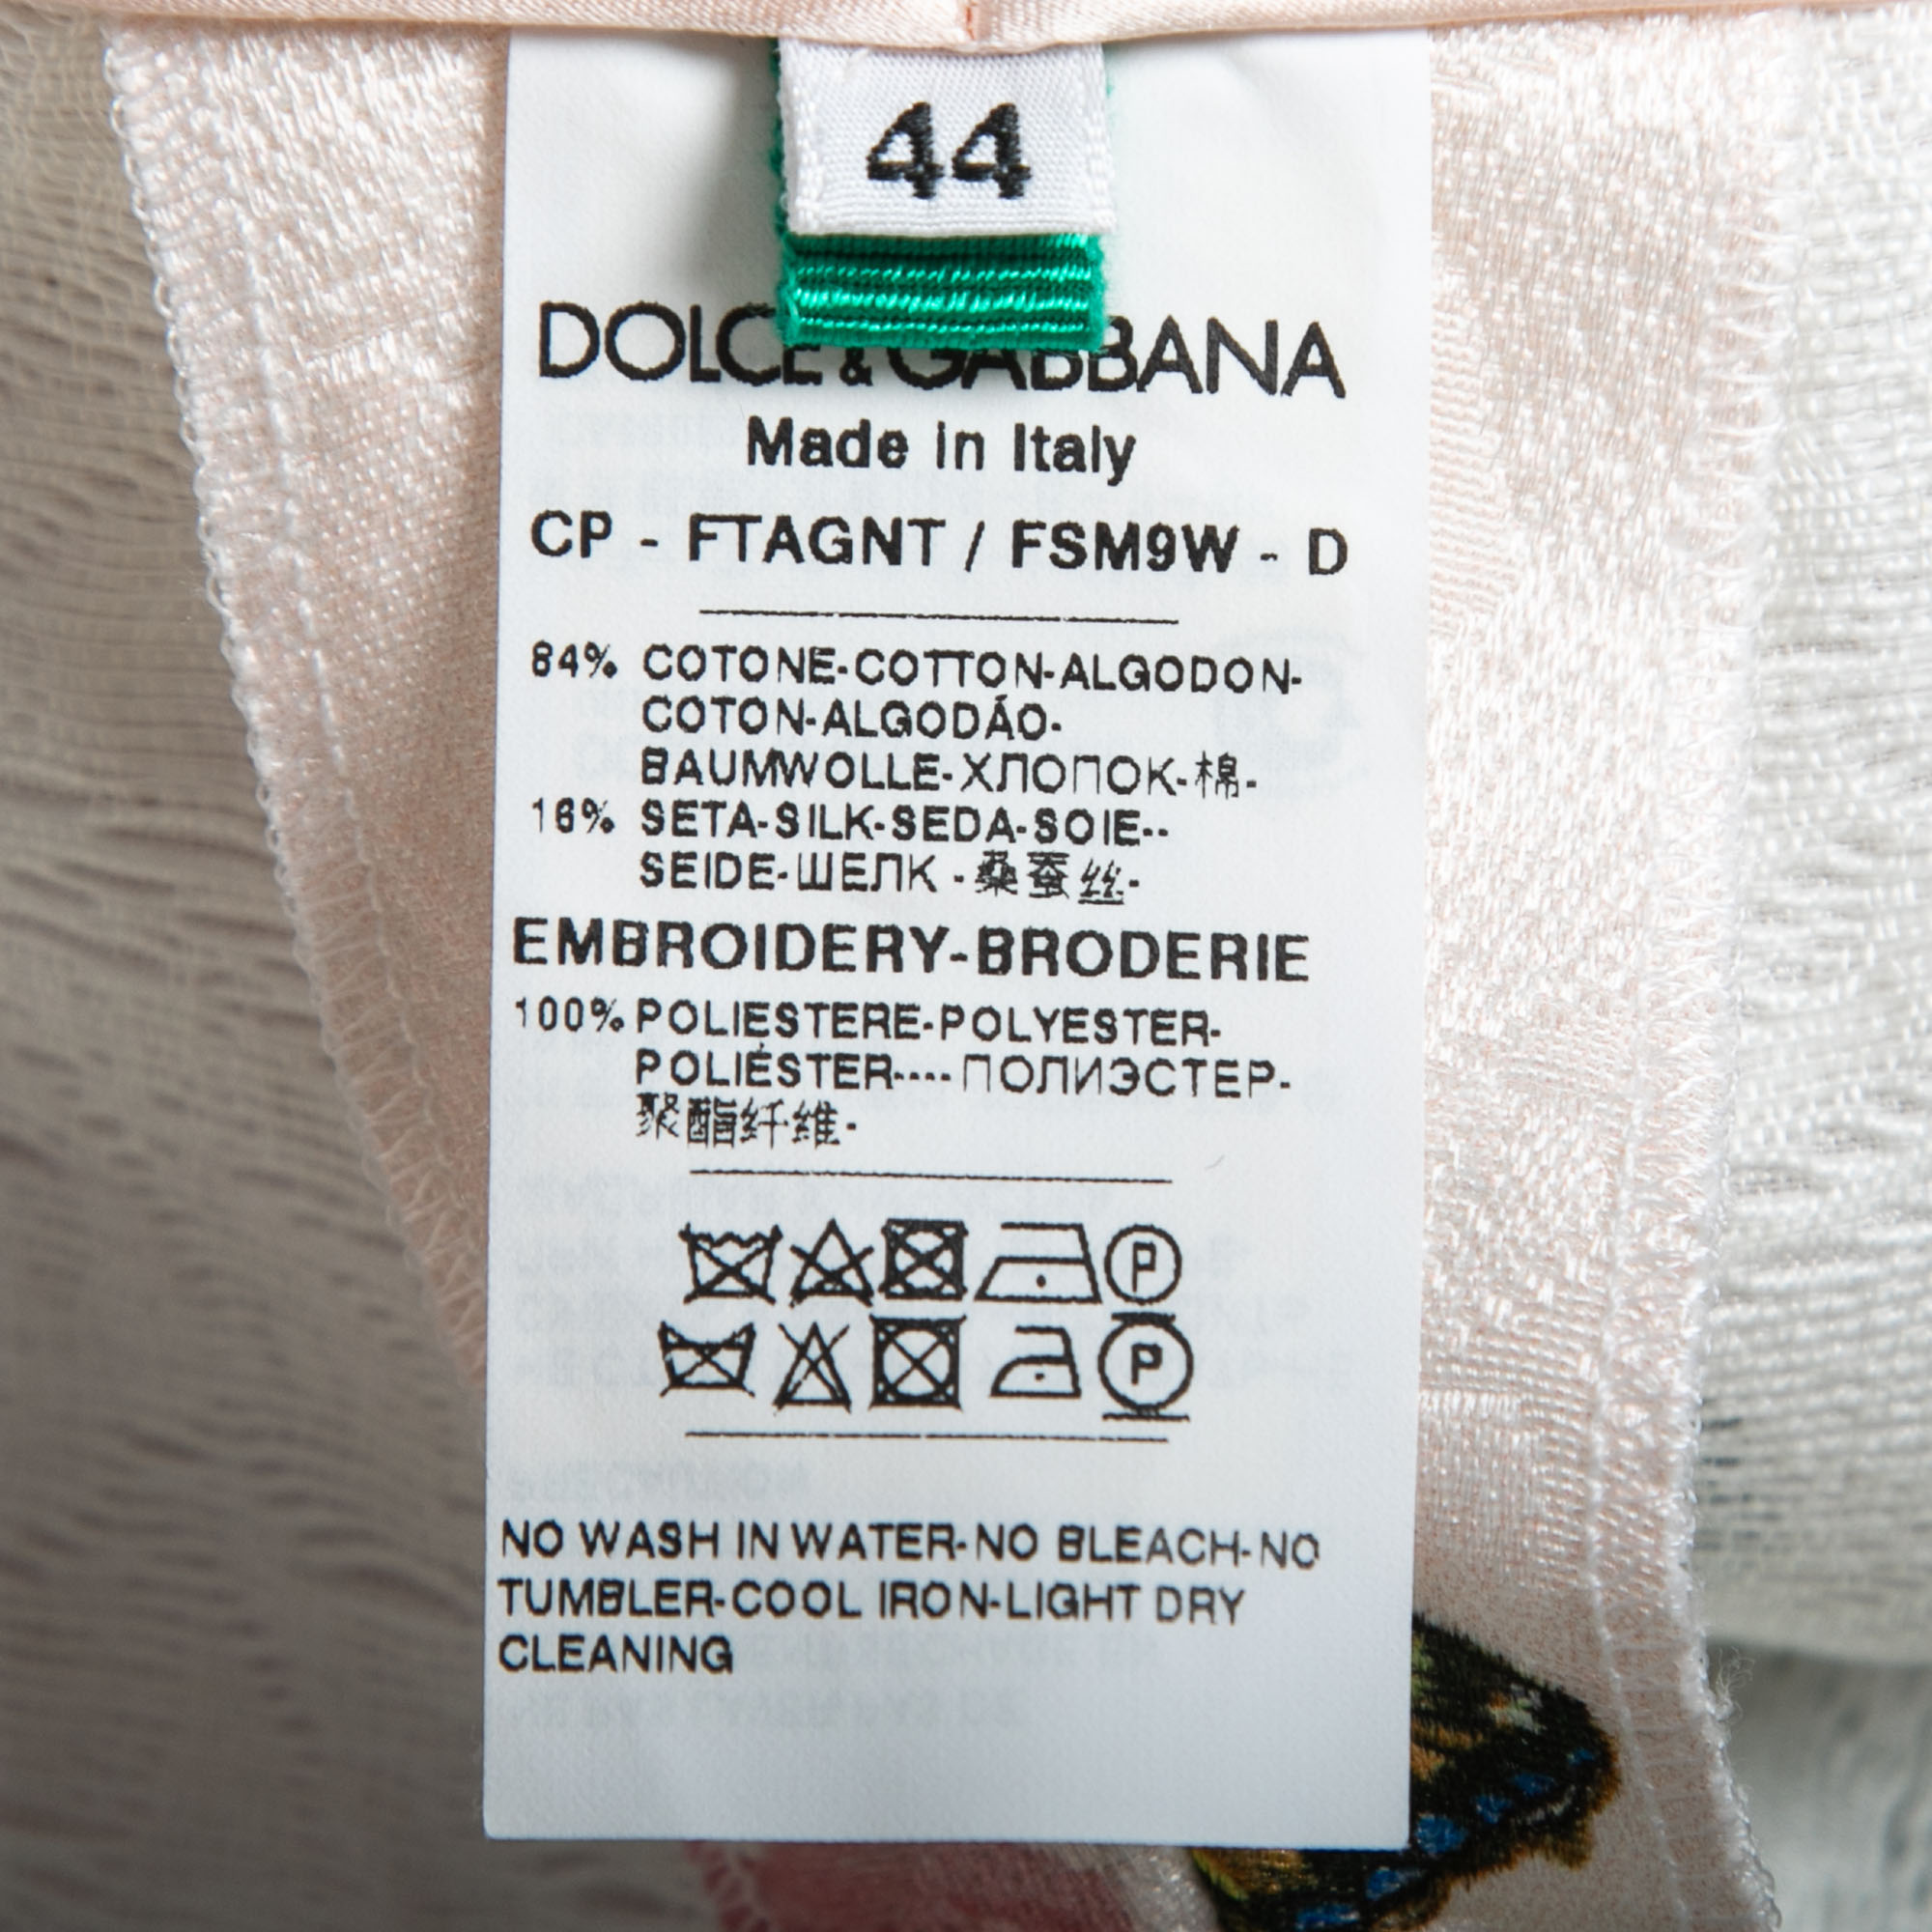 44
DOLCE & GABBANA
Made in Italy
CP - FTAGNT / FSM9W - D
84% COTONE-COTTON-ALGODON-
COTON-ALGODÁO-
BAUMWOLLE-ХЛОПОК-棉-
16% SETA-SILK-SEDA-SOIE--
SEIDE-ШЕЛК -桑蚕丝-
EMBROIDERY-BRODERIE
100% POLIESTERE-POLYESTER-
POLIÉSTER----ПОЛИЭСТЕР-
聚酯纤维-
P
P
NO WASH IN WATER-NO BLEACH-NO
TUMBLER-COOL IRON-LIGHT DRY
CLEANING